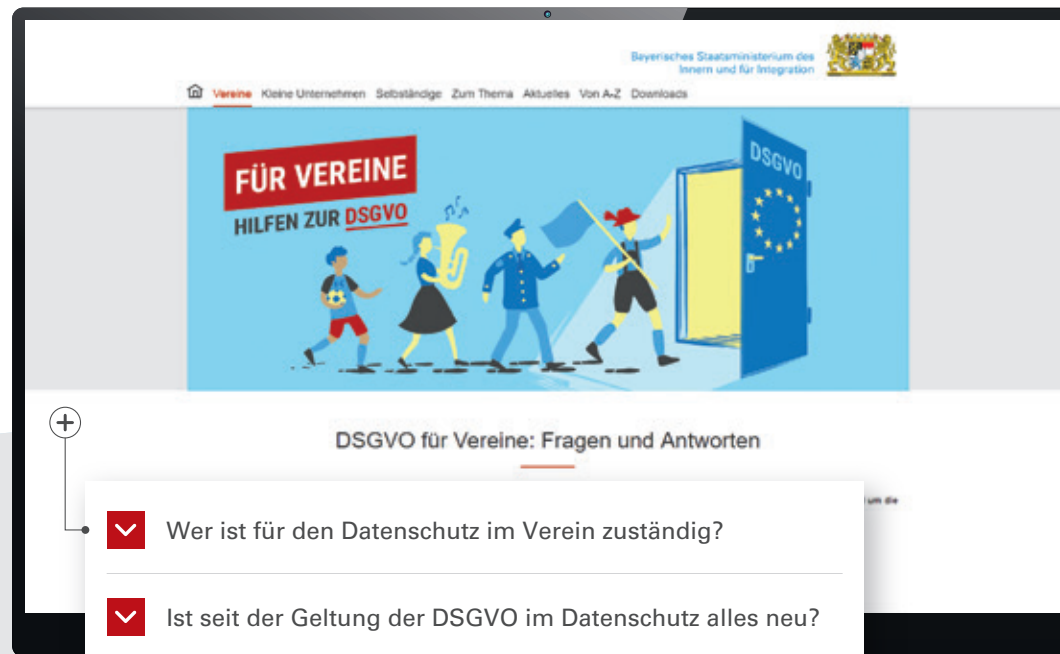 Bayerisches Staatsministerium des
Innern und für Integration
Vereine Kleine Unternehmen Selbständige Zum Thema Aktuelles Von A-Z Downloads
FÜR VEREINE
HILFEN ZUR DSGVO
DSGVO
DSGVO für Vereine: Fragen und Antworten
um die
Wer ist für den Datenschutz im Verein zuständig?
Ist seit der Geltung der DSGVO im Datenschutz alles neu?